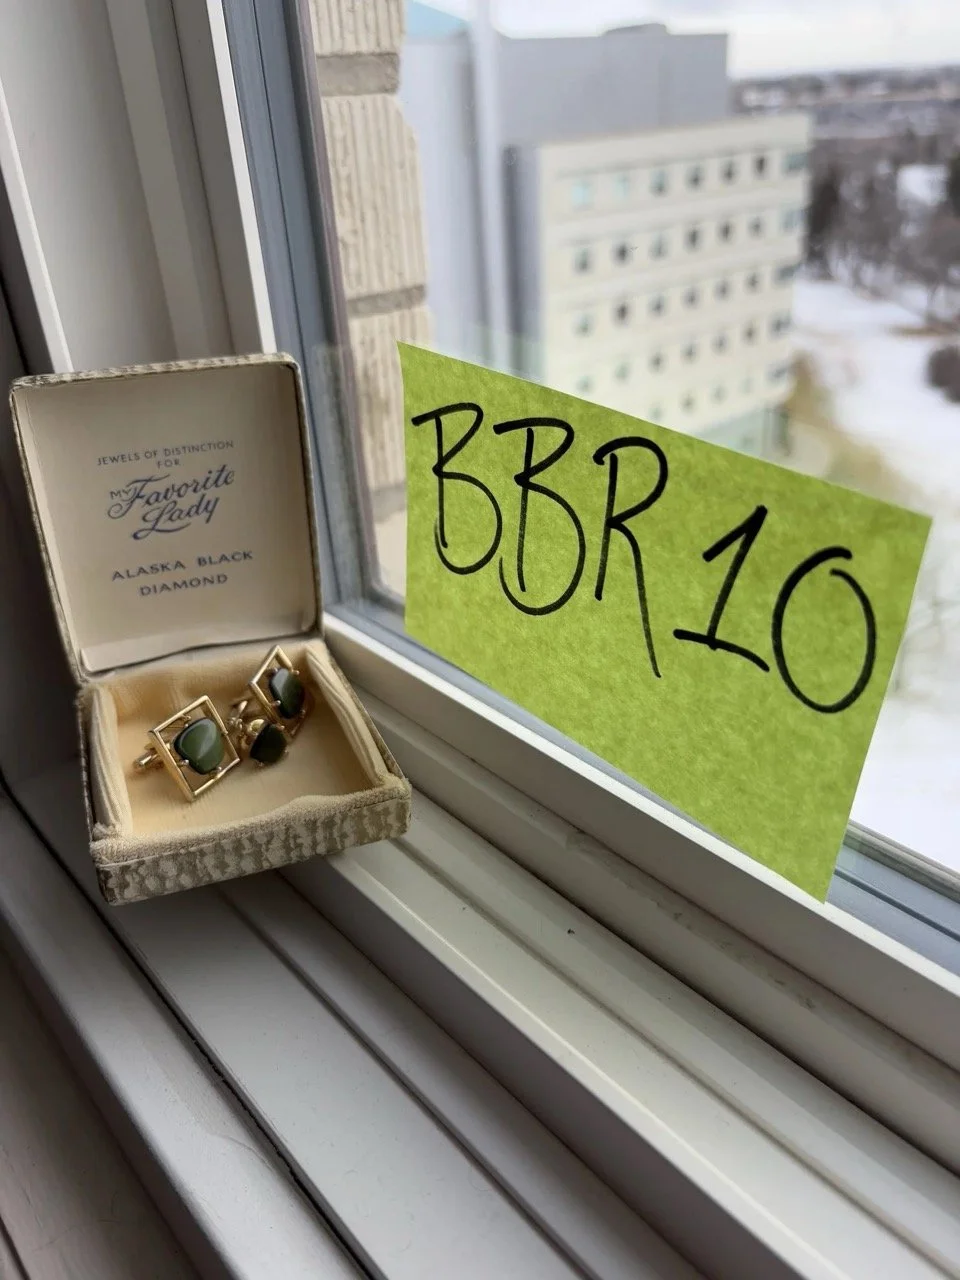 JEWELS OF DISTINCTION
FOR
MY Favorite
Lady
ALASKA BLACK
DIAMOND
BBR10